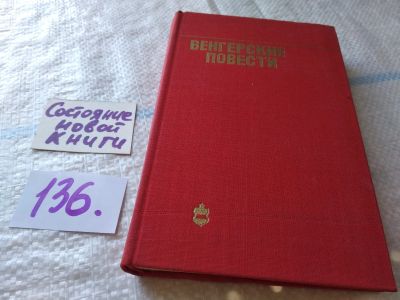 ВЕНГЕРСКИЕ
ПОВЕСТИ
Состояние
новой
книги
136.